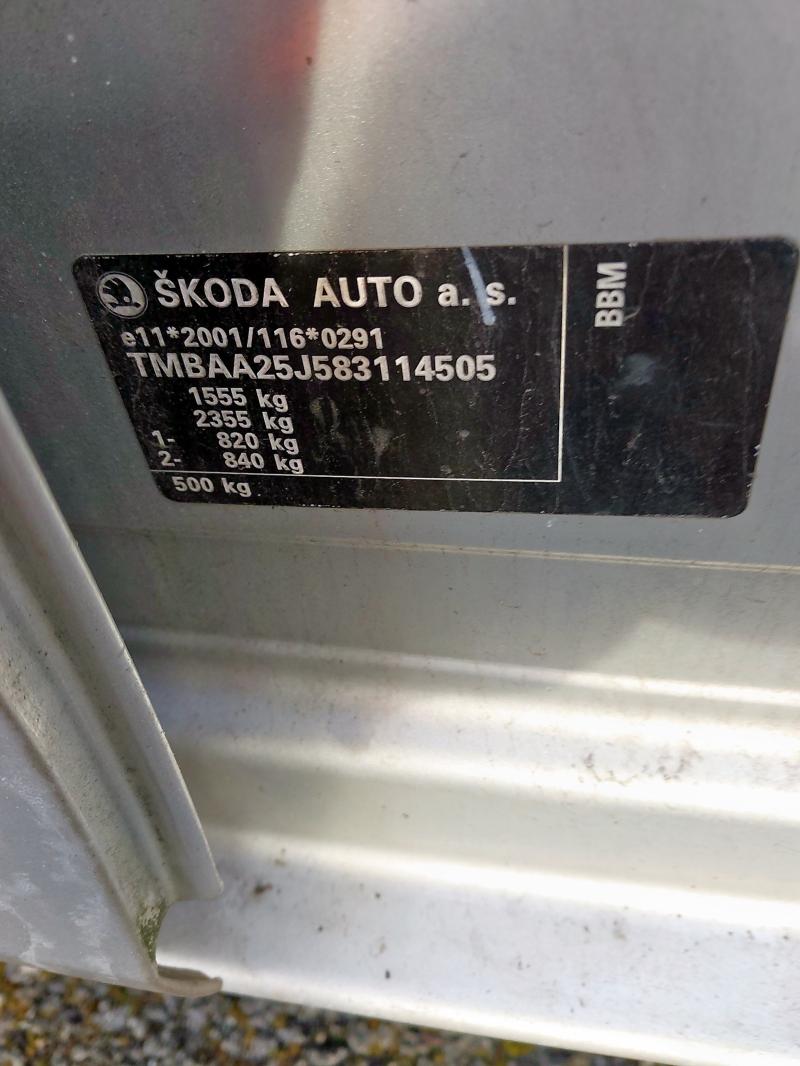 ŠKODA AUTO a. s.
e11*2001/116*0291
TMBAA25J583114505
1555 kg
2355 kg
1- 820 kg
2- 840 kg
500 kg
BBM